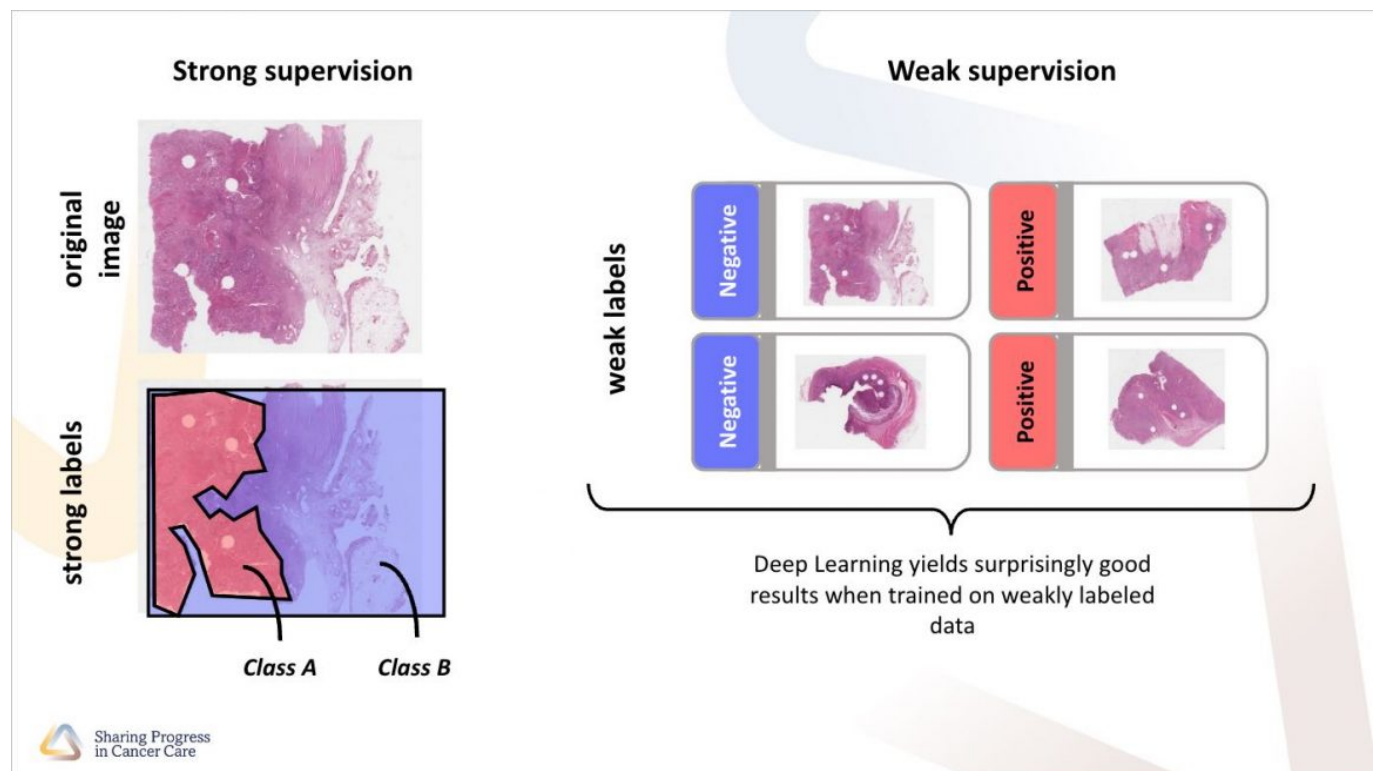 Strong supervision
original
image
strong labels
Class A
Class B
Weak supervision
weak labels
Negative
Positive
Negative
Positive
Deep Learning yields surprisingly good
results when trained on weakly labeled
data
Sharing Progress
in Cancer Care